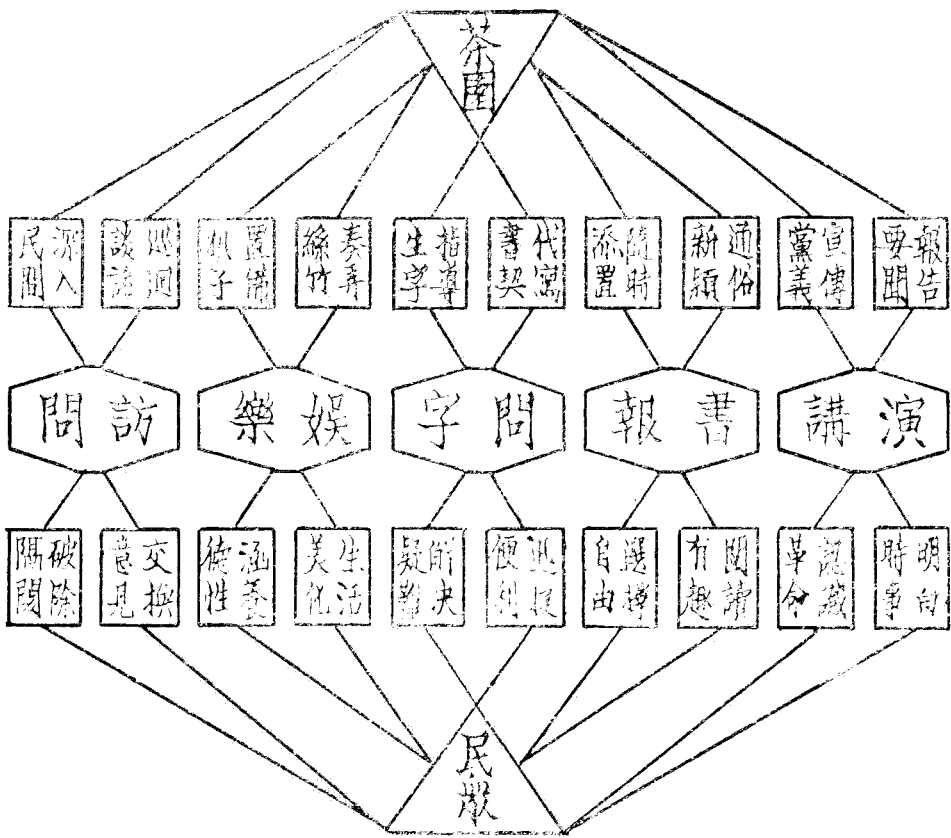 茶園
報告
要聞
宣傳
黨義
通俗
新穎
隨時
添置
代寫
書契
指導
生字
奏弄
絲竹
置備
子
巡迴
談
深入
民間
演講
書報
問字
娛樂
訪問
明白
時事
認識
革命
閱讀
有趣
選擇
自由
迅捷
便利
解決
疑難
生活
美化
涵養
德性
交換
意見
破除
隔閡
民眾